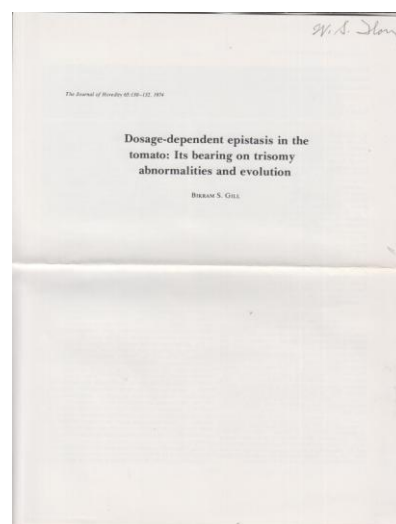 W. S.
The Journal of Heredity 65:130–132. 1974
Dosage-dependent epistasis in the
tomato: Its bearing on trisomy
abnormalities and evolution
BIKRAM S. GILL